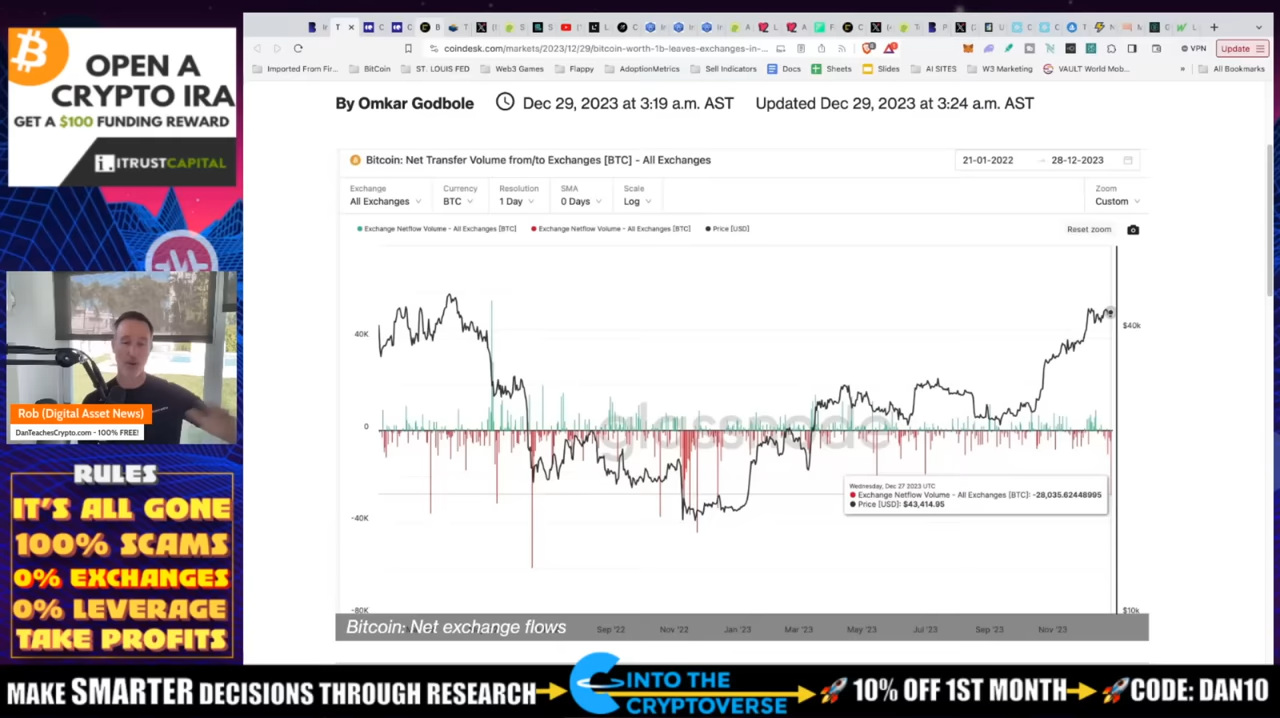 OPEN A
CRYPTO IRA
GET A $100 FUNDING REWARD
ITRUSTCAPITAL
Rob (Digital Asset News)
DanTeachesCrypto.com - 100% FREE!
RULES
IT'S ALL GONE
100% SCAMS
0% EXCHANGES
0% LEVERAGE
TAKE PROFITS
coindesk.com/markets/2023/12/29/bitcoin-worth-1b-leaves-exchanges-in-...
VPN
Update
Imported From Fir...
BitCoin
ST. LOUIS FED
Web3 Games
Flappy
AdoptionMetrics
Sell Indicators
Docs
Sheets
Slides
AI SITES
W3 Marketing
VAULT World Mob...
»
All Bookmarks
By Omkar Godbole Dec 29, 2023 at 3:19 a.m. AST Updated Dec 29, 2023 at 3:24 a.m. AST
Bitcoin: Net Transfer Volume from/to Exchanges [BTC] - All Exchanges
21-01-2022 → 28-12-2023
Exchange Currency Resolution SMA Scale Zoom
All Exchanges BTC 1 Day 0 Days Log Custom
Exchange Netflow Volume - All Exchanges [BTC] Exchange Netflow Volume - All Exchanges [BTC] Price [USD]
Reset zoom
40K
$40k
0
glassnode
Wednesday, Dec 27 2023 UTC
Exchange Netflow Volume - All Exchanges [BTC]: -28,035.62448995
Price [USD]: $43,414.95
-40K
-80K
$10k
Bitcoin: Net exchange flows
Sep '22 Nov '22 Jan '23 Mar '23 May '23 Jul '23 Sep '23 Nov '23
MAKE SMARTER DECISIONS THROUGH RESEARCH
INTO THE
CRYPTOVERSE
10% OFF 1ST MONTH
CODE: DAN10